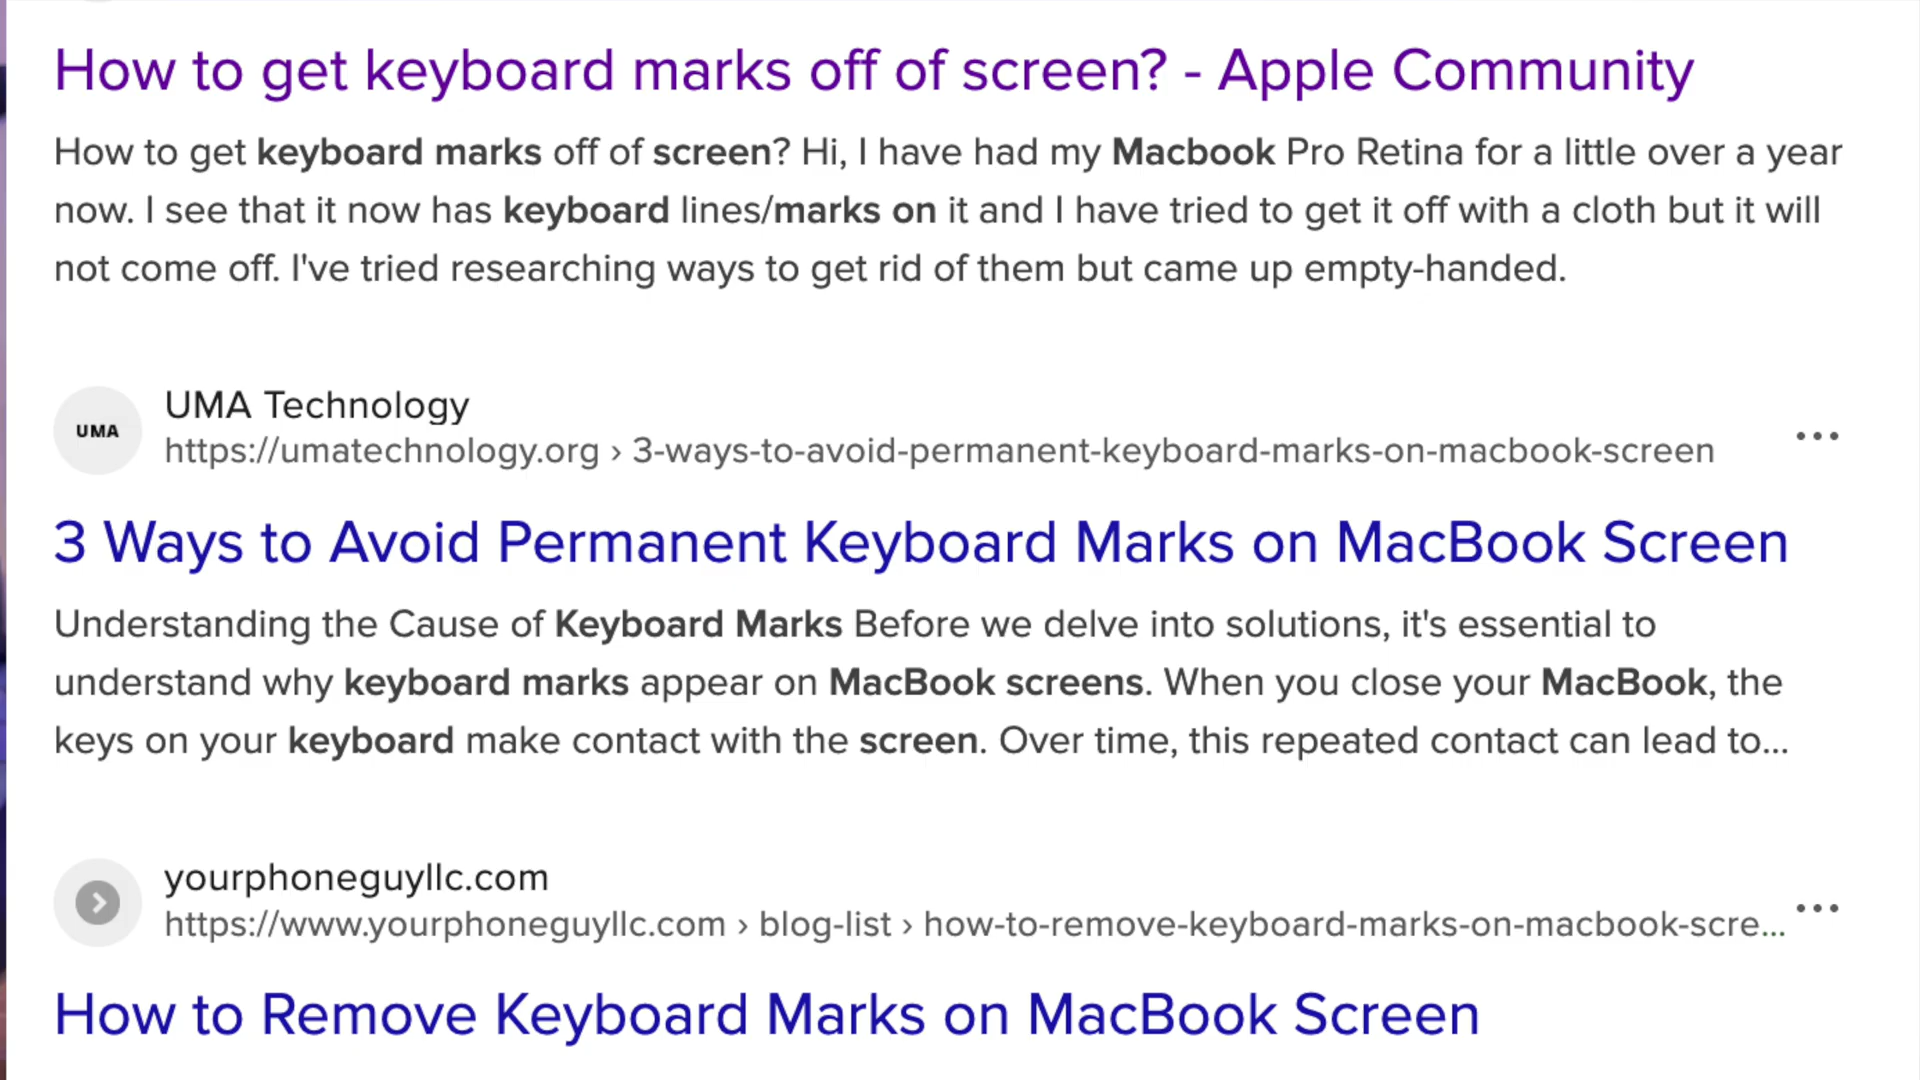 How to get keyboard marks off of screen? - Apple Community
How to get keyboard marks off of screen? Hi, I have had my Macbook Pro Retina for a little over a year
now. I see that it now has keyboard lines/marks on it and I have tried to get it off with a cloth but it will
not come off. I've tried researching ways to get rid of them but came up empty-handed.
UMA
UMA Technology
https://umatechnology.org › 3-ways-to-avoid-permanent-keyboard-marks-on-macbook-screen
3 Ways to Avoid Permanent Keyboard Marks on MacBook Screen
Understanding the Cause of Keyboard Marks Before we delve into solutions, it's essential to
understand why keyboard marks appear on MacBook screens. When you close your MacBook, the
keys on your keyboard make contact with the screen. Over time, this repeated contact can lead to...
yourphoneguyllc.com
https://www.yourphoneguyllc.com › blog-list › how-to-remove-keyboard-marks-on-macbook-scre...
How to Remove Keyboard Marks on MacBook Screen